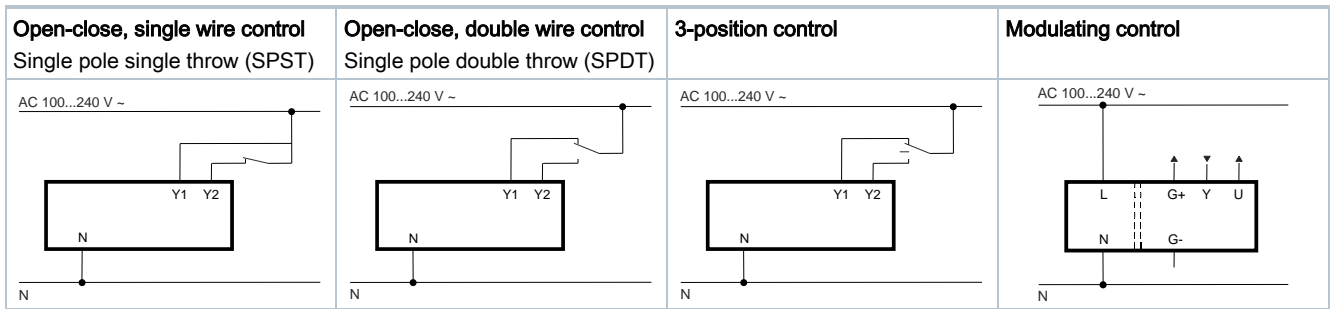 Open-close, single wire control
Single pole single throw (SPST)
Open-close, double wire control
Single pole double throw (SPDT)
3-position control
Modulating control
AC 100...240 V ~
Y1 Y2
N
N
AC 100...240 V ~
Y1 Y2
N
N
AC 100...240 V ~
Y1 Y2
N
N
AC 100...240 V ~
L G+ Y U
N G-
N